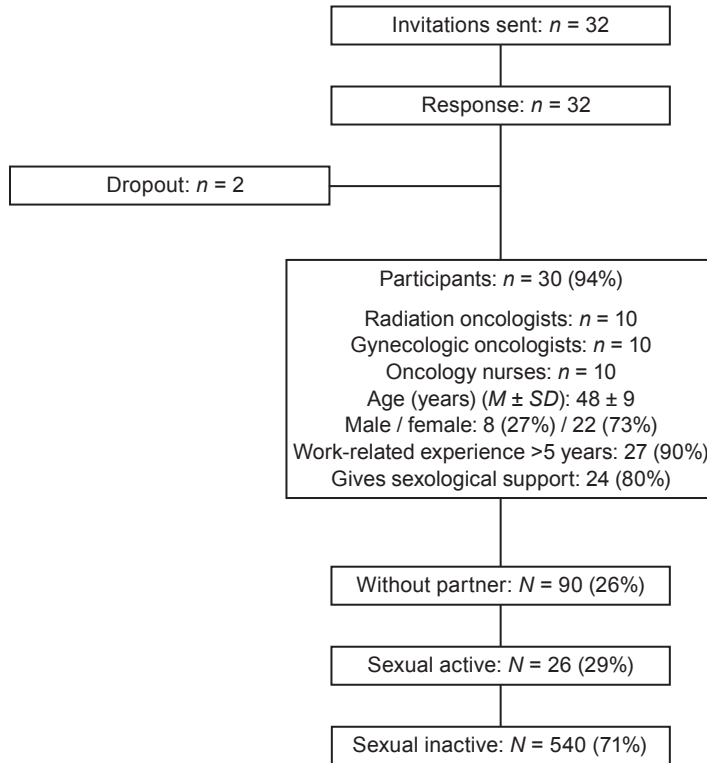 Invitations sent: n = 32
Response: n = 32
Dropout: n = 2
Participants: n = 30 (94%)
Radiation oncologists: n = 10
Gynecologic oncologists: n = 10
Oncology nurses: n = 10
Age (years) (M ± SD): 48 ± 9
Male / female: 8 (27%) / 22 (73%)
Work-related experience >5 years: 27 (90%)
Gives sexological support: 24 (80%)
Without partner: N = 90 (26%)
Sexual active: N = 26 (29%)
Sexual inactive: N = 540 (71%)